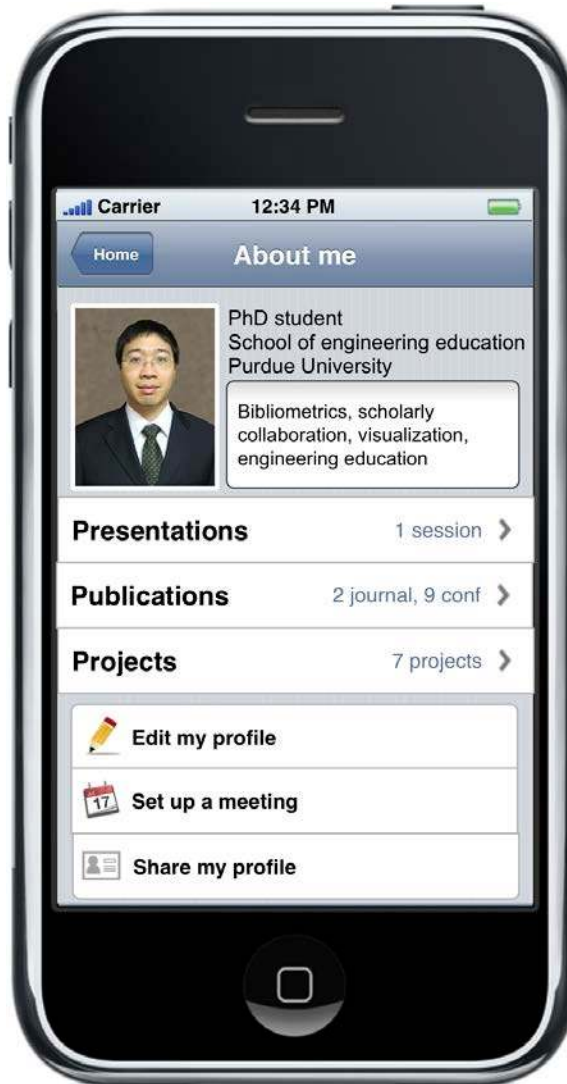 Carrier
12:34 PM
Home
About me
PhD student
School of engineering education
Purdue University
Bibliometrics, scholarly
collaboration, visualization,
engineering education
Presentations
1 session
Publications
2 journal, 9 conf
Projects
7 projects
Edit my profile
17
Set up a meeting
Share my profile